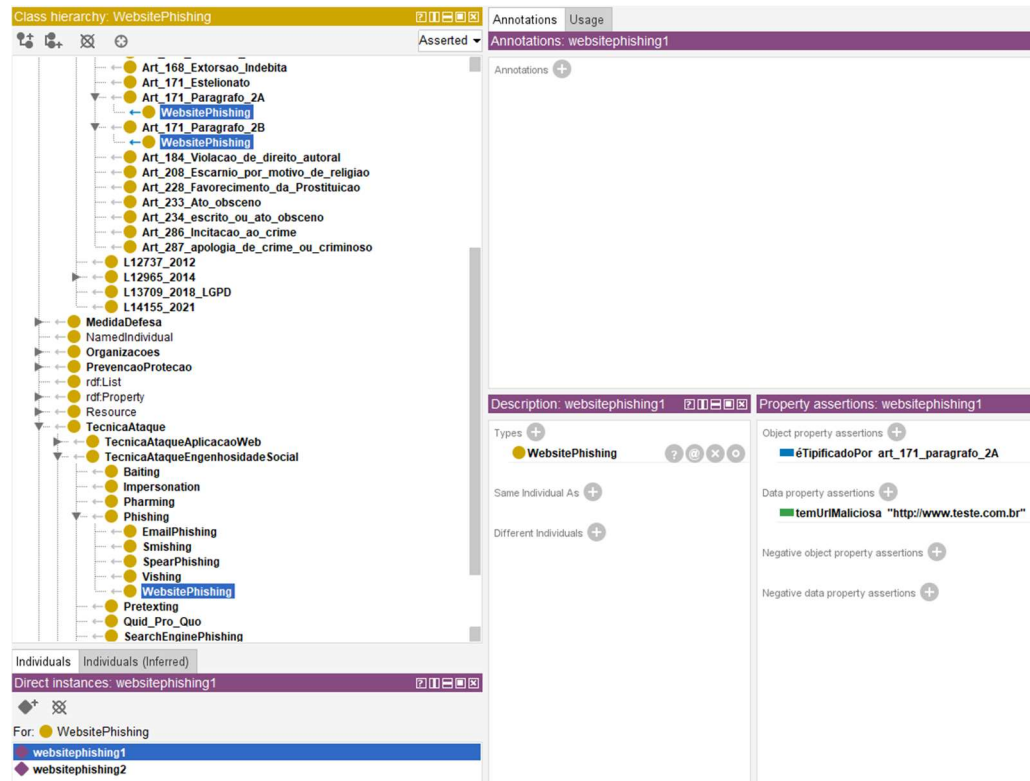 Class hierarchy: WebsitePhishing
Asserted
Art_168_Extorsao_Indebita
Art_171_Estelionato
Art_171_Paragrafo_2A
WebsitePhishing
Art_171_Paragrafo_2B
WebsitePhishing
Art_184_Violacao_de_direito_autoral
Art_208_Escarnio_por_motivo_de_religiao
Art_228_Favorecimento_da_Prostituicao
Art_233_Ato_obsceno
Art_234_escrito_ou_ato_obsceno
Art_286_Incitacao_ao_crime
Art_287_apologia_de_crime_ou_criminoso
L12737_2012
L12965_2014
L13709_2018_LGPD
L14155_2021
MedidaDefesa
NamedIndividual
Organizacoes
PrevencaoProtecao
rdf:List
rdf:Property
Resource
TecnicaAtaque
TecnicaAtaqueAplicacaoWeb
TecnicaAtaqueEngenhosidadeSocial
Baiting
Impersonation
Pharming
Phishing
EmailPhishing
Smishing
SpearPhishing
Vishing
WebsitePhishing
Pretexting
Quid_Pro_Quo
SearchEnginePhishing
Individuals Individuals (Inferred)
Direct instances: websitephishing1
For: WebsitePhishing
websitephishing1
websitephishing2
Annotations Usage
Annotations: websitephishing1
Annotations
Description: websitephishing1
Types
WebsitePhishing
Same Individual As
Different Individuals
Property assertions: websitephishing1
Object property assertions
éTipificadoPor art_171_paragrafo_2A
Data property assertions
temUrlMaliciosa "http://www.teste.com.br"
Negative object property assertions
Negative data property assertions